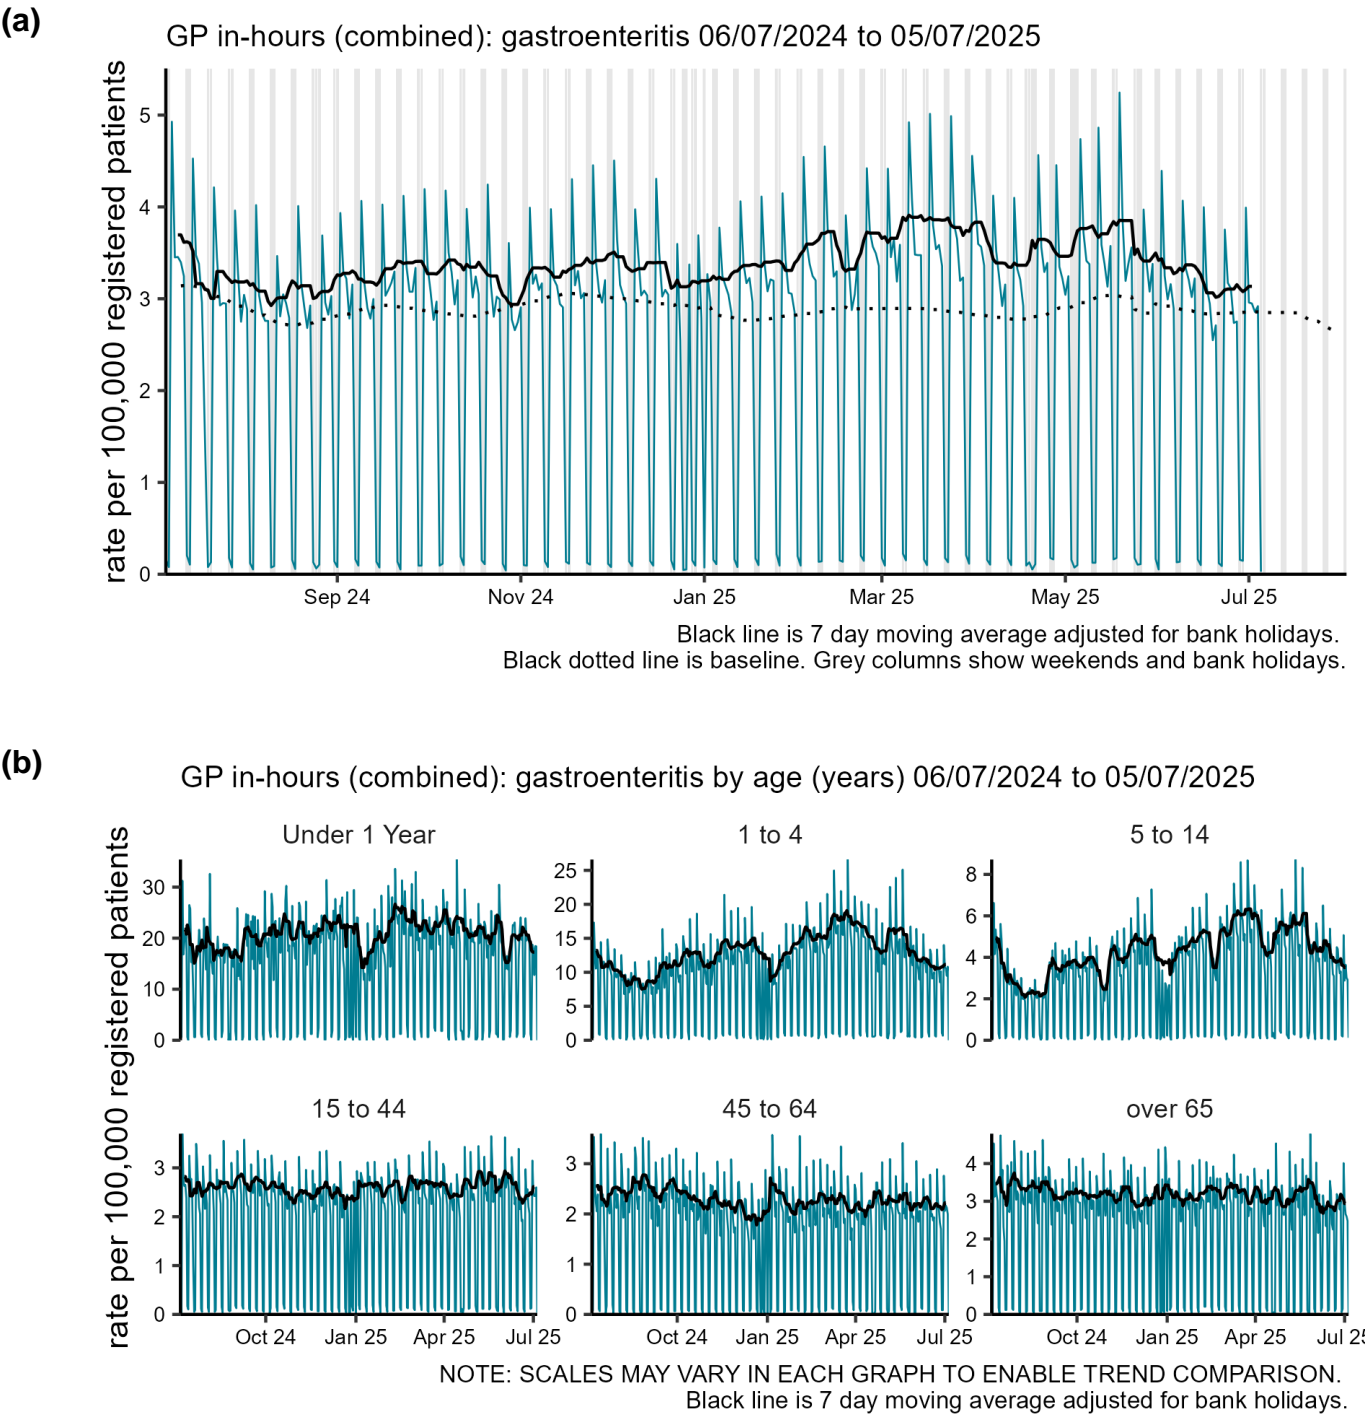 (a)
GP in-hours (combined): gastroenteritis 06/07/2024 to 05/07/2025
rate per 100,000 registered patients
5
4
3
2
1
0
Sep 24 Nov 24 Jan 25 Mar 25 May 25 Jul 25
Black line is 7 day moving average adjusted for bank holidays.
Black dotted line is baseline. Grey columns show weekends and bank holidays.
(b)
GP in-hours (combined): gastroenteritis by age (years) 06/07/2024 to 05/07/2025
rate per 100,000 registered patients
Under 1 Year
30
20
10
0
1 to 4
25
20
15
10
5
0
5 to 14
8
6
4
2
0
15 to 44
3
2
1
0
Oct 24 Jan 25 Apr 25 Jul 25
45 to 64
3
2
1
0
Oct 24 Jan 25 Apr 25 Jul 25
over 65
4
3
2
1
0
Oct 24 Jan 25 Apr 25 Jul 25
NOTE: SCALES MAY VARY IN EACH GRAPH TO ENABLE TREND COMPARISON.
Black line is 7 day moving average adjusted for bank holidays.